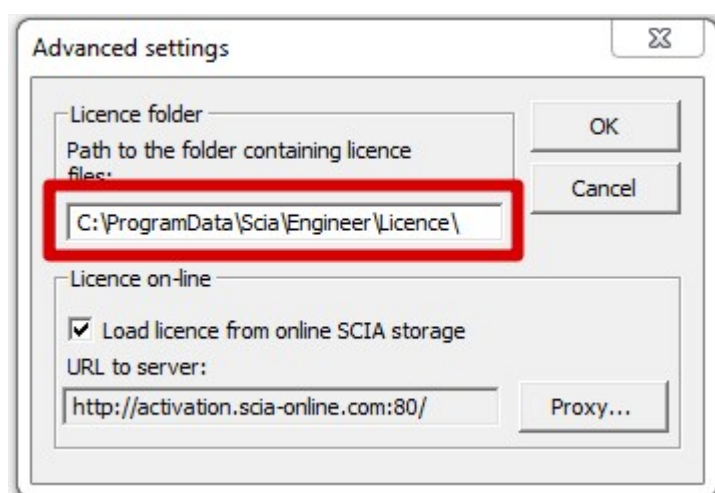 Advanced settings
Licence folder
Path to the folder containing licence
files:
C:\ProgramData\Scia\Engineer\Licence\
OK
Cancel
Licence on-line
Load licence from online SCIA storage
URL to server:
http://activation.scia-online.com:80/
Proxy...